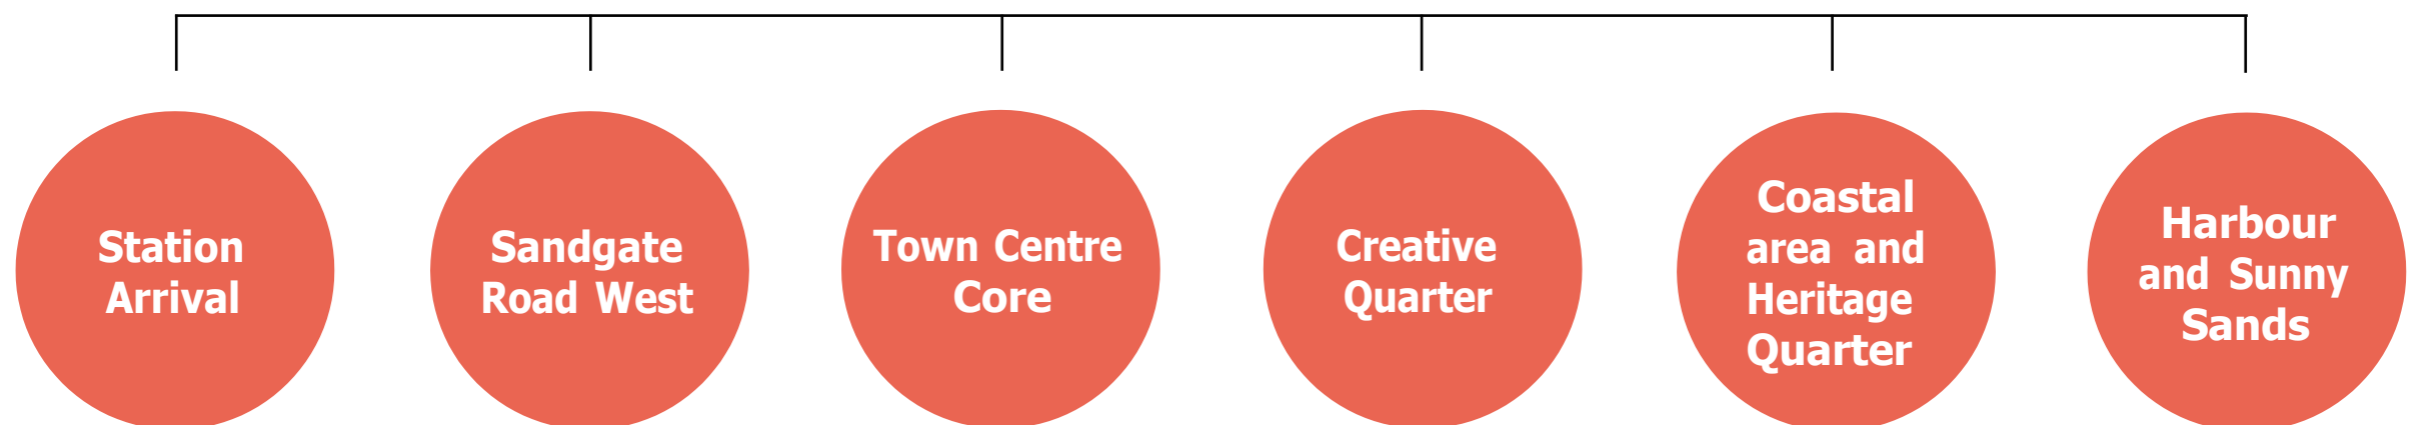 Station
Arrival
Sandgate
Road West
Town Centre
Core
Creative
Quarter
Coastal
area and
Heritage
Quarter
Harbour
and Sunny
Sands